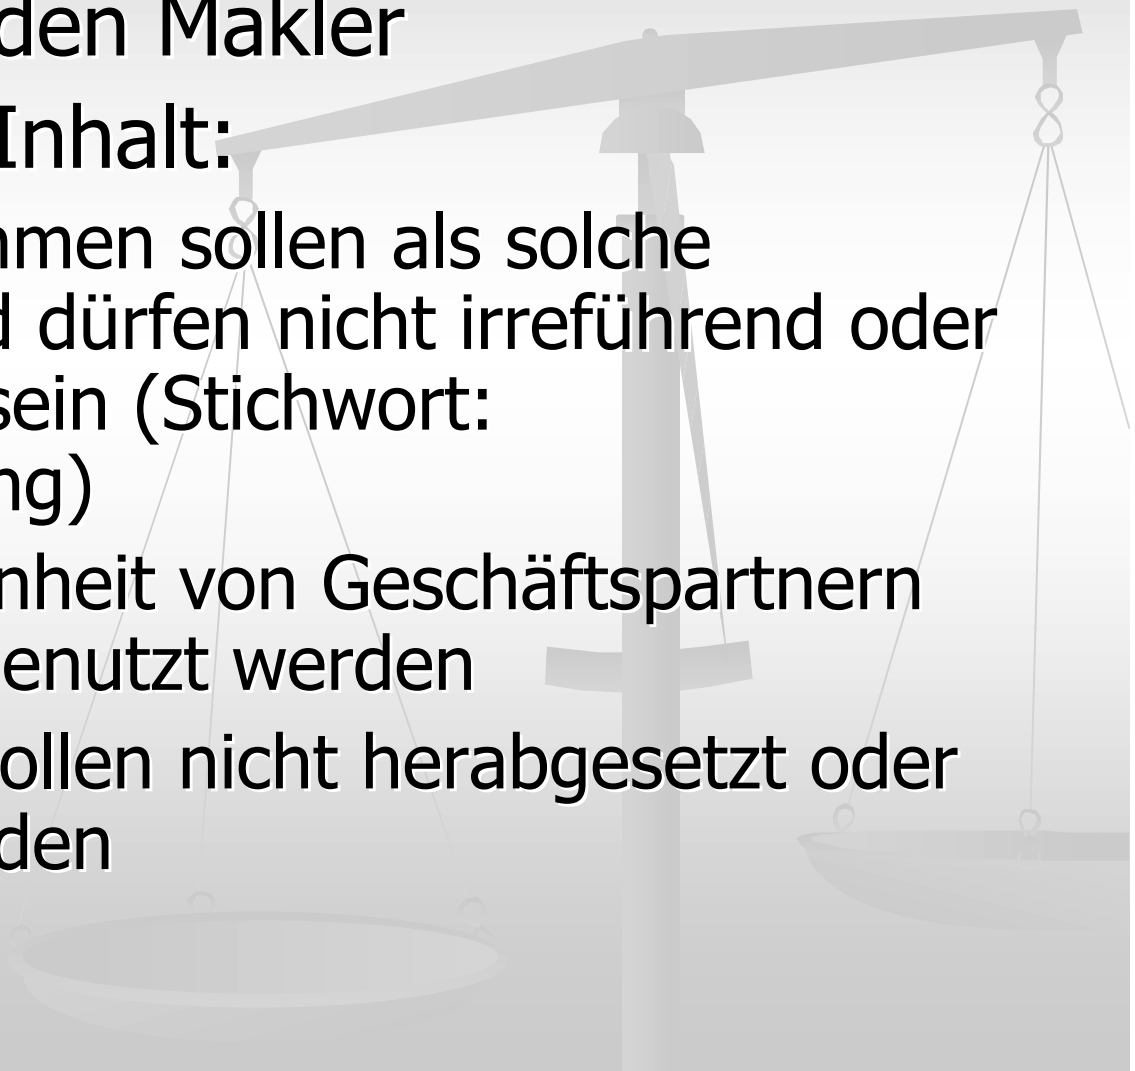 den Makler
Inhalt:
men sollen als solche
dürfen nicht irreführend oder
sein (Stichwort:
ng)
nheit von Geschäftspartnern
enutzt werden
ollen nicht herabgesetzt oder
den